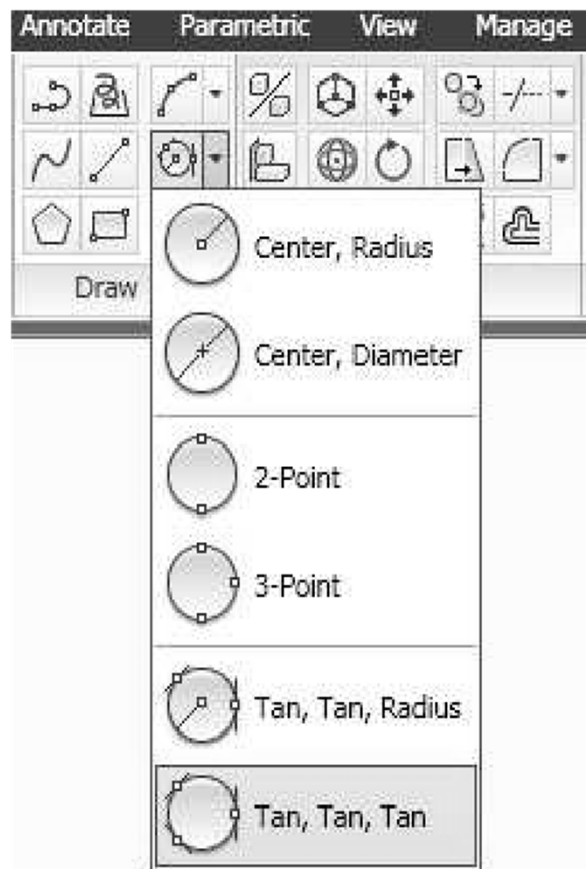 Annotate Parametric View Manage
Draw
Center, Radius
Center, Diameter
2-Point
3-Point
Tan, Tan, Radius
Tan, Tan, Tan